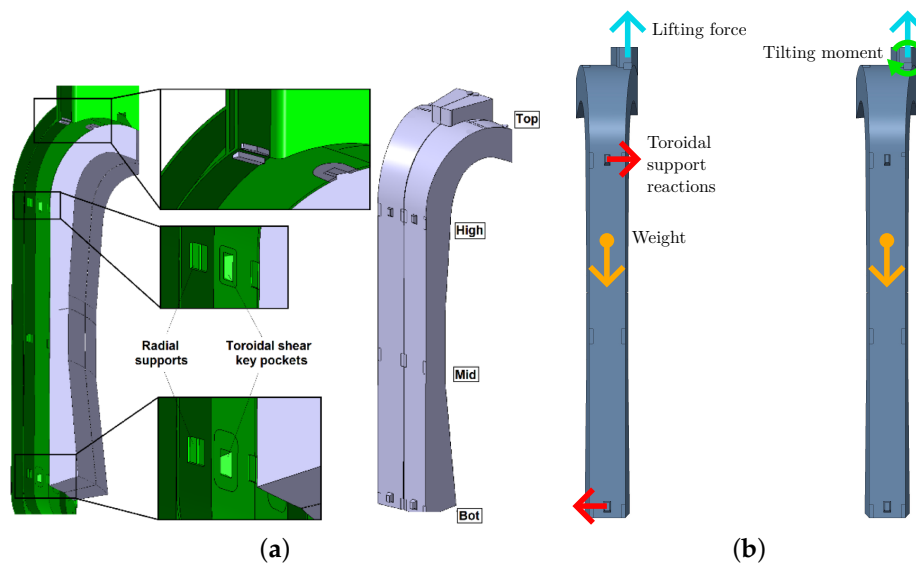 Top
High
Radial
supports
Toroidal shear
key pockets
Mid
Bot
(a)
Lifting force
Tilting moment
Toroidal
support
reactions
Weight
(b)